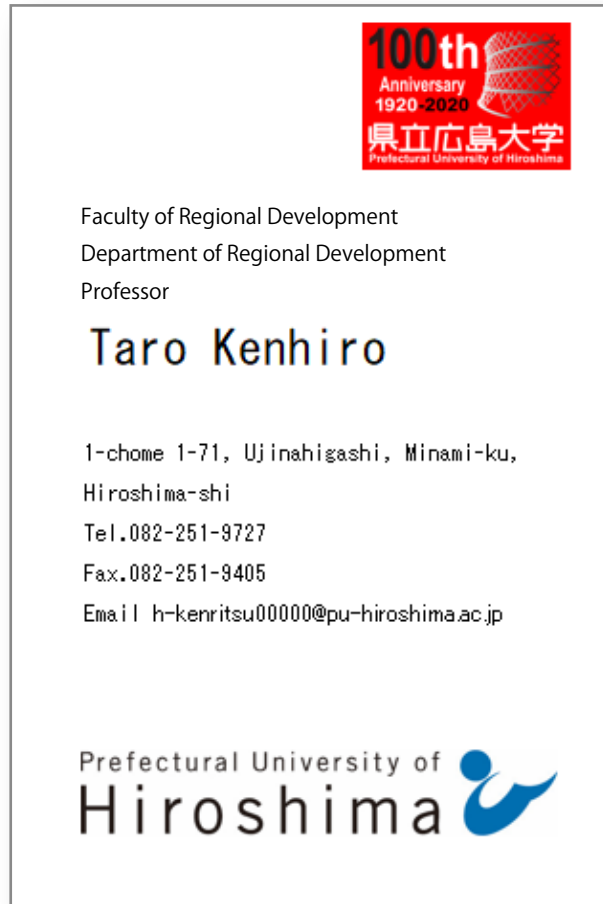 100th
Anniversary
1920-2020
県立広島大学
Prefectural University of Hiroshima
Faculty of Regional Development
Department of Regional Development
Professor
Taro Kenhiro
1-chome 1-71, Ujinahigashi, Minami-ku,
Hiroshima-shi
Tel.082-251-9727
Fax.082-251-9405
Email h-kenritsu00000@pu-hiroshima.ac.jp
Prefectural University of
Hiroshima